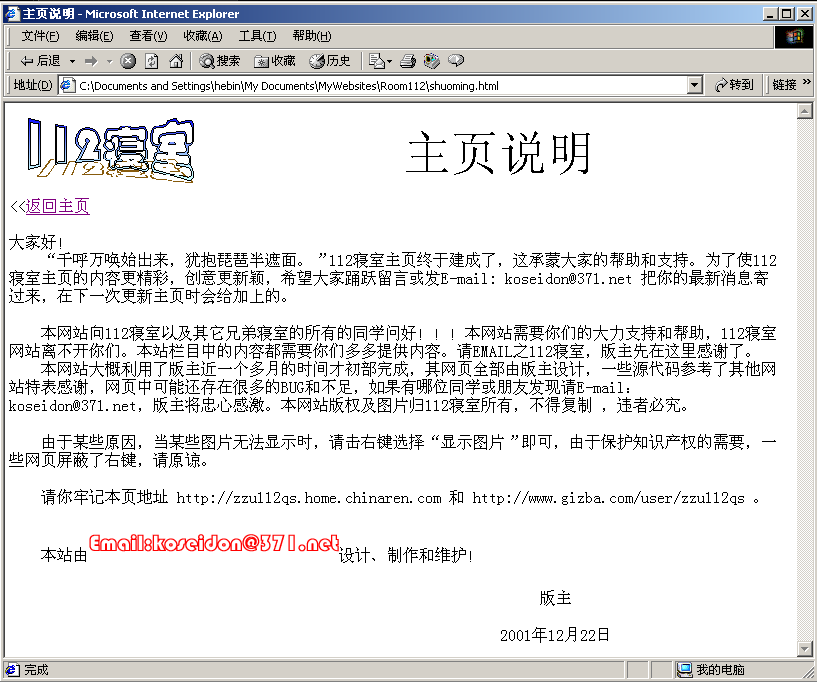 主页说明 - Microsoft Internet Explorer
文件(F) 编辑(E) 查看(V) 收藏(A) 工具(T) 帮助(H)
后退 搜索 收藏 历史
地址(D) C:\Documents and Settings\hebin\My Documents\MyWebsites\Room112\shuoming.html 转到 链接 »
112寝室
主页说明
<<返回主页
大家好!
“千呼万唤始出来，犹抱琵琶半遮面。”112寝室主页终于建成了，这承蒙大家的帮助和支持。为了使112
寝室主页的内容更精彩，创意更新颖，希望大家踊跃留言或发E-mail: koseidon@371.net 把你的最新消息寄
过来，在下一次更新主页时会给加上的。
本网站向112寝室以及其它兄弟寝室的所有的同学问好！！！本网站需要你们的大力支持和帮助，112寝室
网站离不开你们。本站栏目中的内容都需要你们多多提供内容。请EMAIL之112寝室，版主先在这里感谢了。
本网站大概利用了版主近一个多月的时间才初部完成，其网页全部由版主设计，一些源代码参考了其他网
站特表感谢，网页中可能还存在很多的BUG和不足，如果有哪位同学或朋友发现请E-mail:
koseidon@371.net，版主将忠心感激。本网站版权及图片归112寝室所有，不得复制 ，违者必究。
由于某些原因，当某些图片无法显示时，请击右键选择“显示图片”即可，由于保护知识产权的需要，一
些网页屏蔽了右键，请原谅。
请你牢记本页地址 http://zzu112qs.home.chinaren.com 和 http://www.gizba.com/user/zzu112qs 。
本站由Email:koseidon@371.net设计、制作和维护!
版主
2001年12月22日
完成 我的电脑